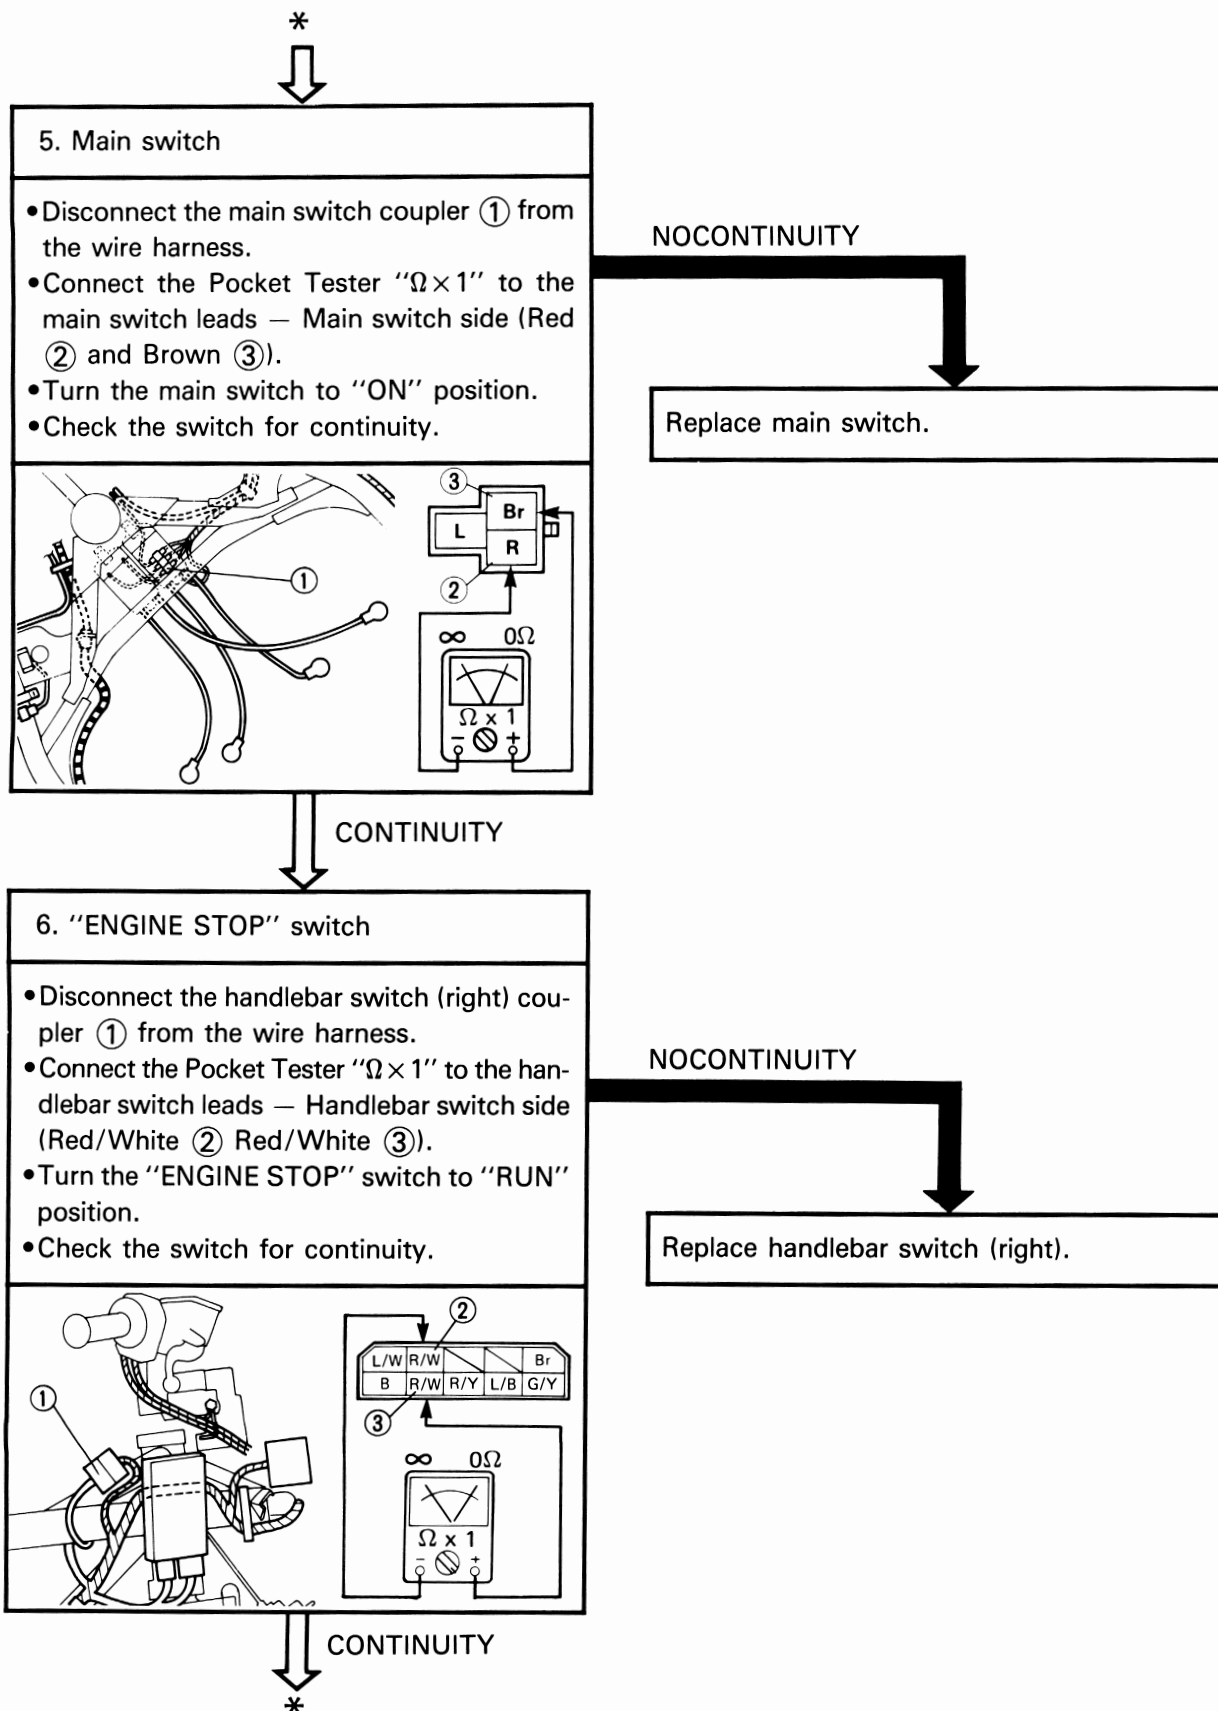 *
5. Main switch
•Disconnect the main switch coupler ① from
the wire harness.
•Connect the Pocket Tester “Ω×1” to the
main switch leads — Main switch side (Red
② and Brown ③).
•Turn the main switch to “ON” position.
•Check the switch for continuity.
NOCONTINUITY
Replace main switch.
①
③
Br
L
R
②
∞ 0Ω
Ω x 1
− +
CONTINUITY
6. “ENGINE STOP” switch
•Disconnect the handlebar switch (right) cou-
pler ① from the wire harness.
•Connect the Pocket Tester “Ω×1” to the han-
dlebar switch leads — Handlebar switch side
(Red/White ② Red/White ③).
•Turn the “ENGINE STOP” switch to “RUN”
position.
•Check the switch for continuity.
NOCONTINUITY
Replace handlebar switch (right).
①
②
L/W R/W Br
B R/W R/Y L/B G/Y
③
∞ 0Ω
Ω x 1
− +
CONTINUITY
*